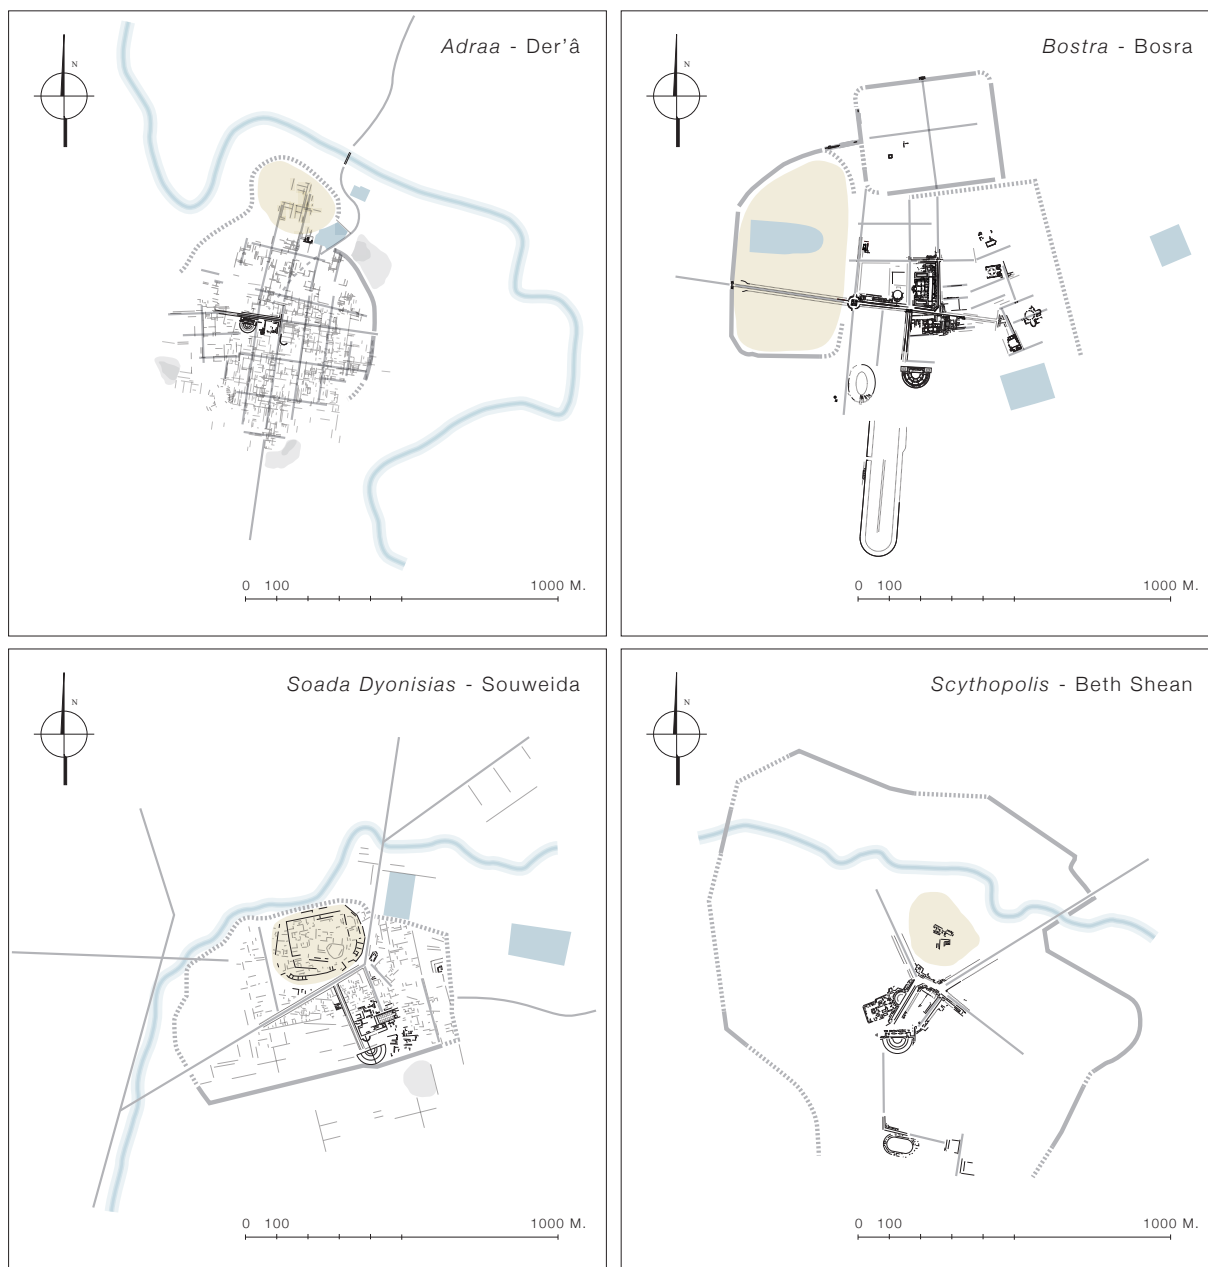 Adraa - Der'â
N
0 100 1000 M.
Bostra - Bosra
N
0 100 1000 M.
Soada Dyonisias - Souweida
N
0 100 1000 M.
Scythopolis - Beth Shean
N
0 100 1000 M.